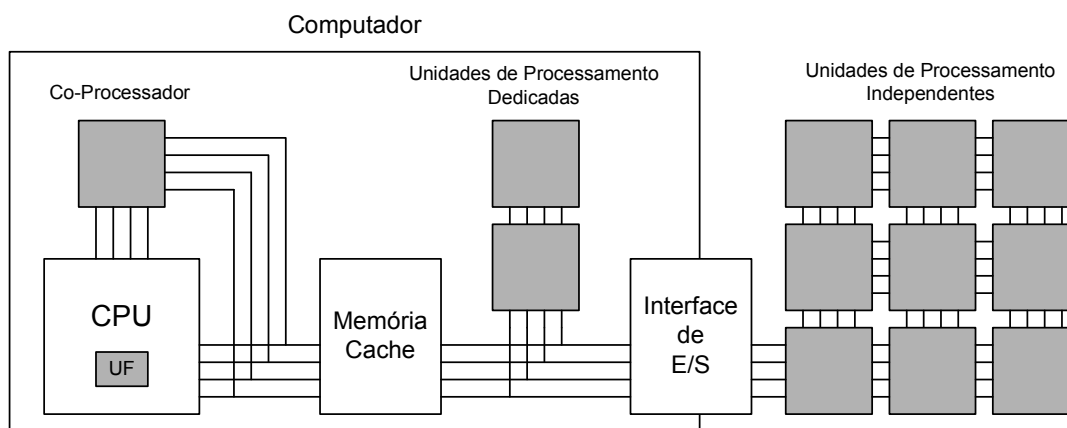 Computador
Co-Processador
Unidades de Processamento
Dedicadas
Unidades de Processamento
Independentes
CPU
UF
Memória
Cache
Interface
de
E/S